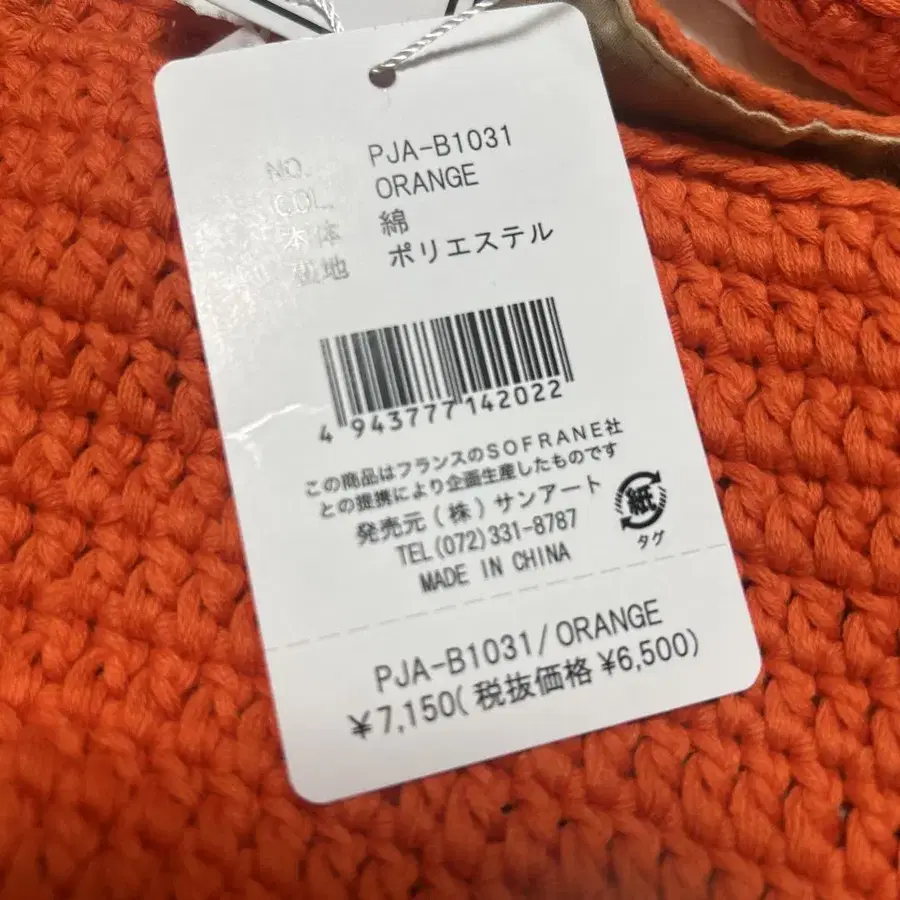 NO. PJA-B1031
COL. ORANGE
本体 綿
裏地 ポリエステル
4 943777 142022
この商品はフランスのSOFRANE社
との提携により企画生産したものです
発売元(株)サンアート
TEL(072)331-8787
MADE IN CHINA
紙
タグ
PJA-B1031/ORANGE
¥7,150(税抜価格¥6,500)